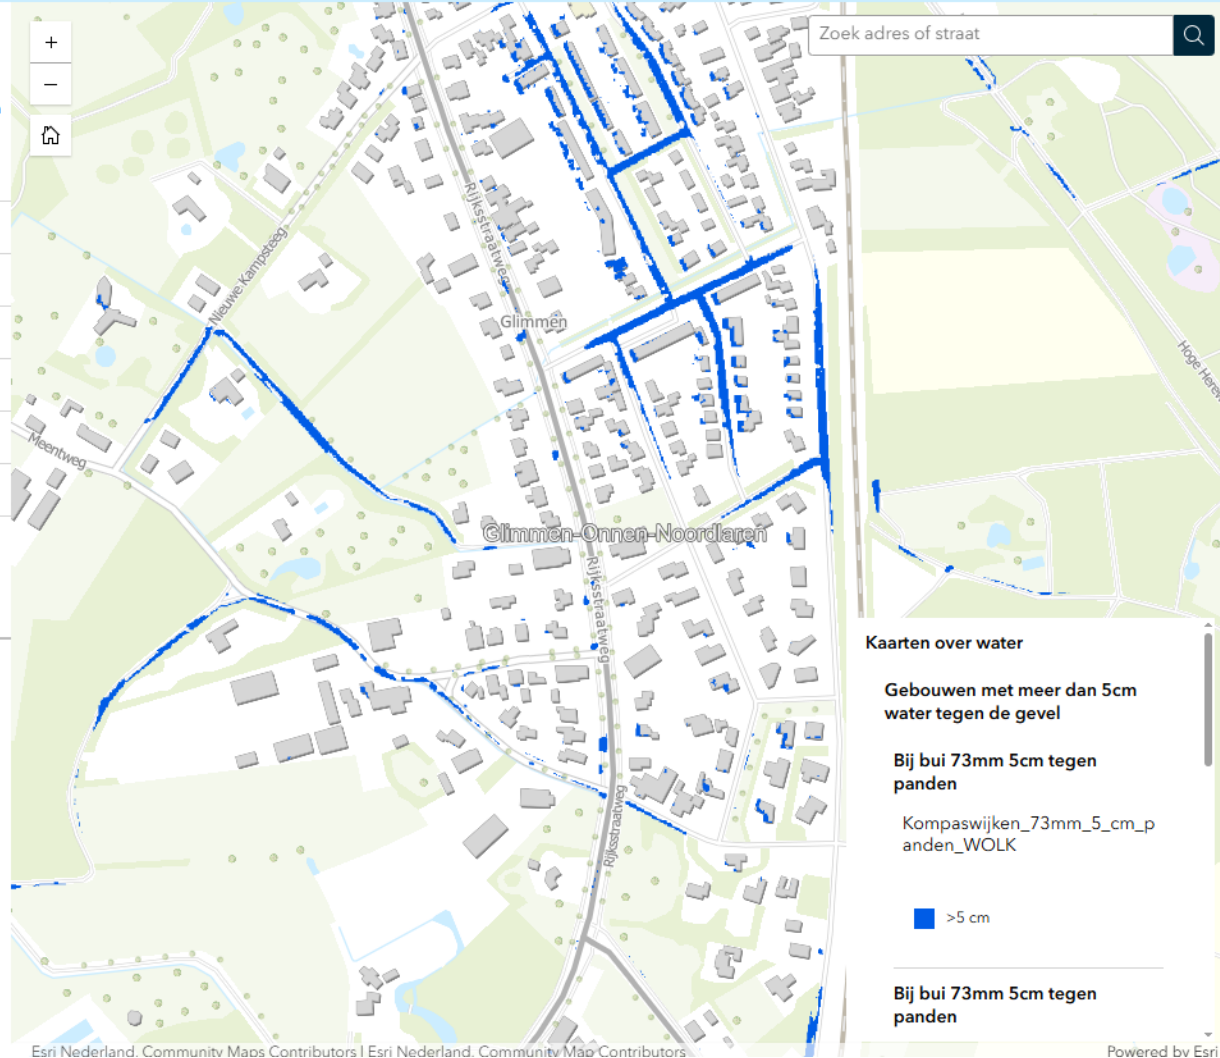 +
Zoek adres of straat
−
Rijksstraatweg
Nieuwe Kampsteeg
Glimmen
Meentweg
Glimmen-Onnen-Noordlaren
Rijksstraatweg
Rijksstraatweg
Kaarten over water
Gebouwen met meer dan 5cm
water tegen de gevel
Bij bui 73mm 5cm tegen
panden
Kompaswijken_73mm_5_cm_p
anden_WOLK
>5 cm
Bij bui 73mm 5cm tegen
panden
Esri Nederland, Community Maps Contributors | Esri Nederland, Community Map Contributors
Powered by Esri